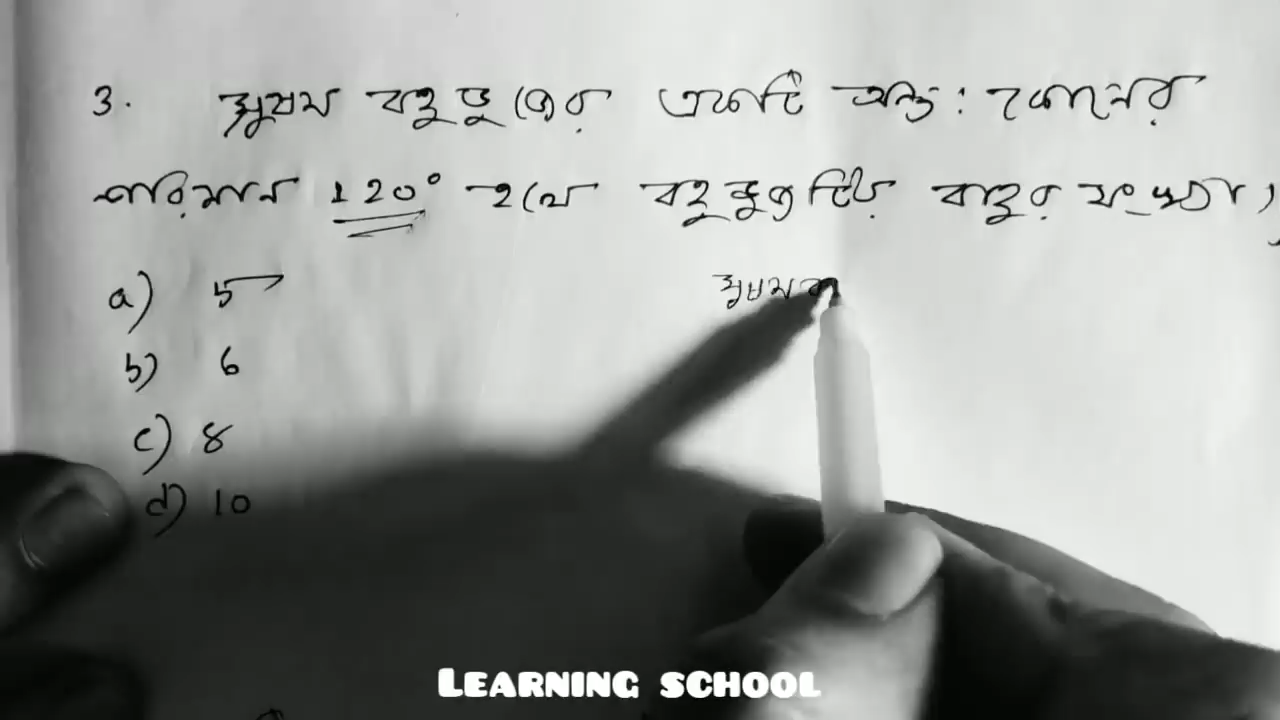 3. সুষম বহুভুজের একটি অন্তঃকোনের
পরিমান 120° হলে বহুভুজটির বাহুর সংখ্যা,
a) 5
b) 6
c) 8
d) 10
সুষম ব
LEARNING SCHOOL